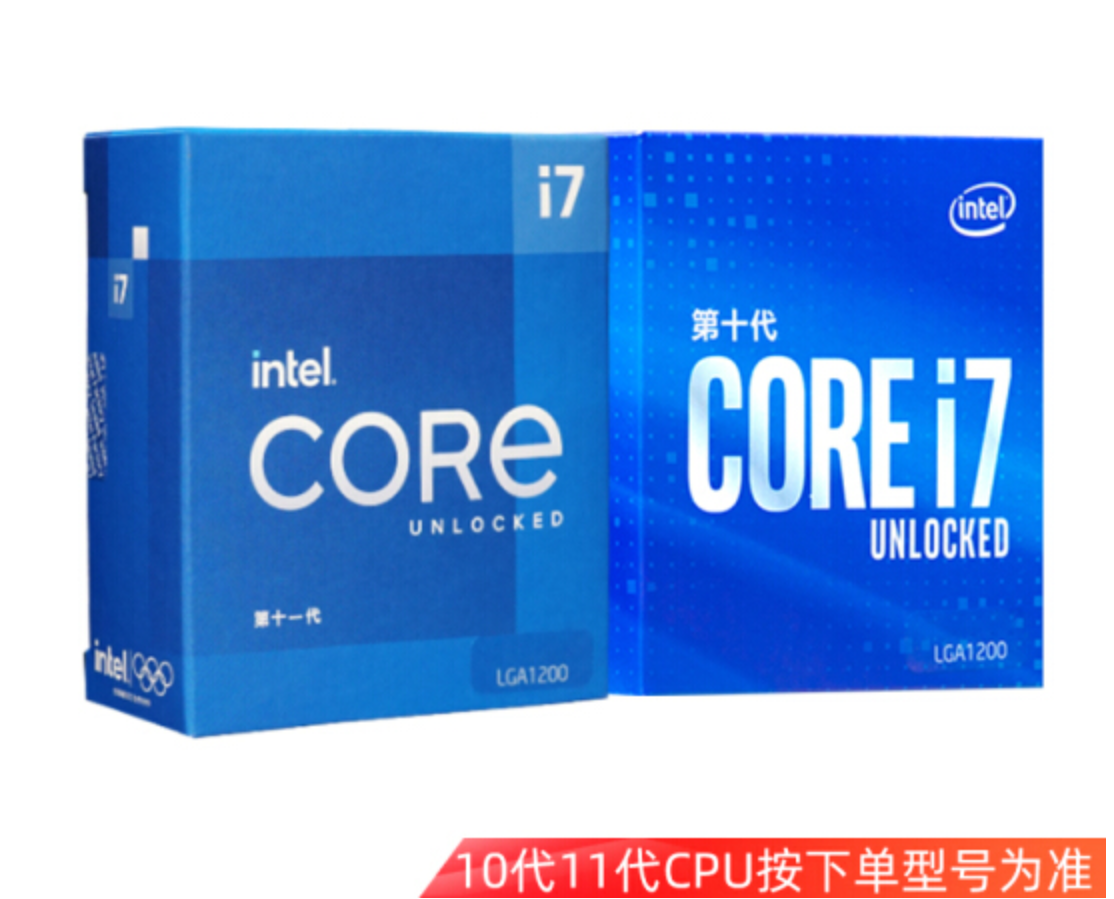 i7
i7
intel.
CORE
UNLOCKED
第十一代
LGA1200
intel
intel
第十代
CORE i7
UNLOCKED
LGA1200
10代11代CPU按下单型号为准